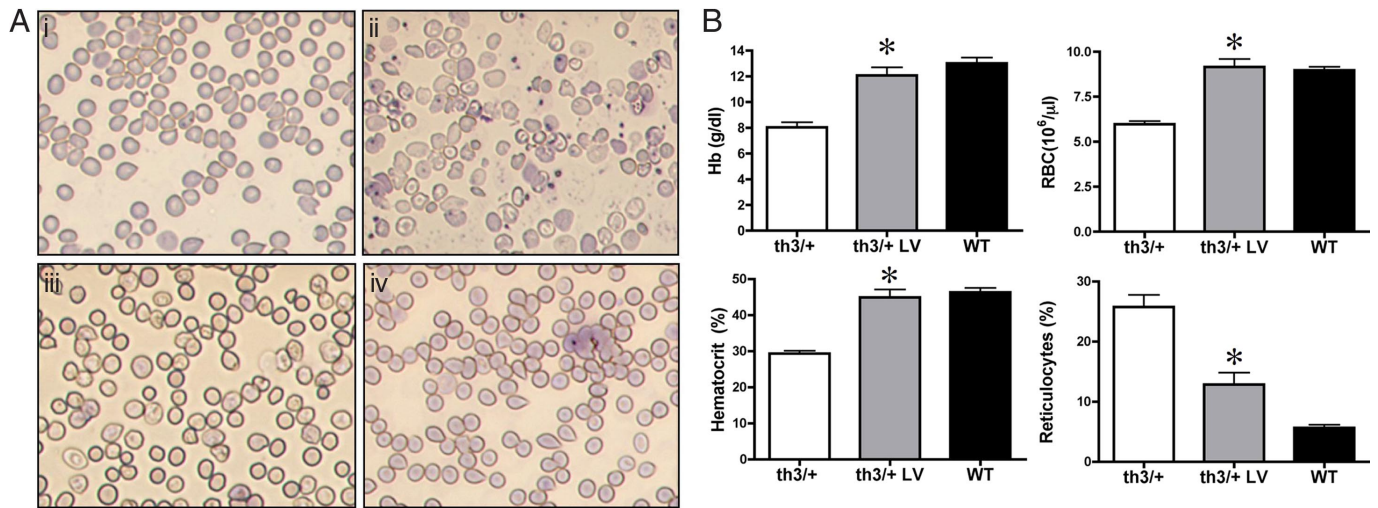 A
i
ii
iii
iv
B
Hb (g/dl)
14
12
10
8
6
4
2
0
*
th3/+ th3/+ LV WT
RBC(10⁶/µl)
10.0
7.5
5.0
2.5
0.0
*
th3/+ th3/+ LV WT
Hematocrit (%)
50
40
30
20
10
0
*
th3/+ th3/+ LV WT
Reticulocytes (%)
30
20
10
0
*
th3/+ th3/+ LV WT